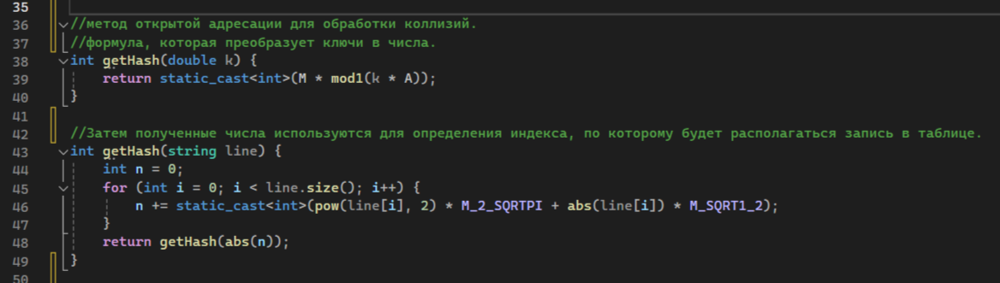 35
36 //метод открытой адресации для обработки коллизий.
37 //формула, которая преобразует ключи в числа.
38 int getHash(double k) {
39 return static_cast<int>(M * mod1(k * A));
40 }
41
42 //Затем полученные числа используются для определения индекса, по которому будет располагаться запись в таблице.
43 int getHash(string line) {
44 int n = 0;
45 for (int i = 0; i < line.size(); i++) {
46 n += static_cast<int>(pow(line[i], 2) * M_2_SQRTPI + abs(line[i]) * M_SQRT1_2);
47 }
48 return getHash(abs(n));
49 }
50